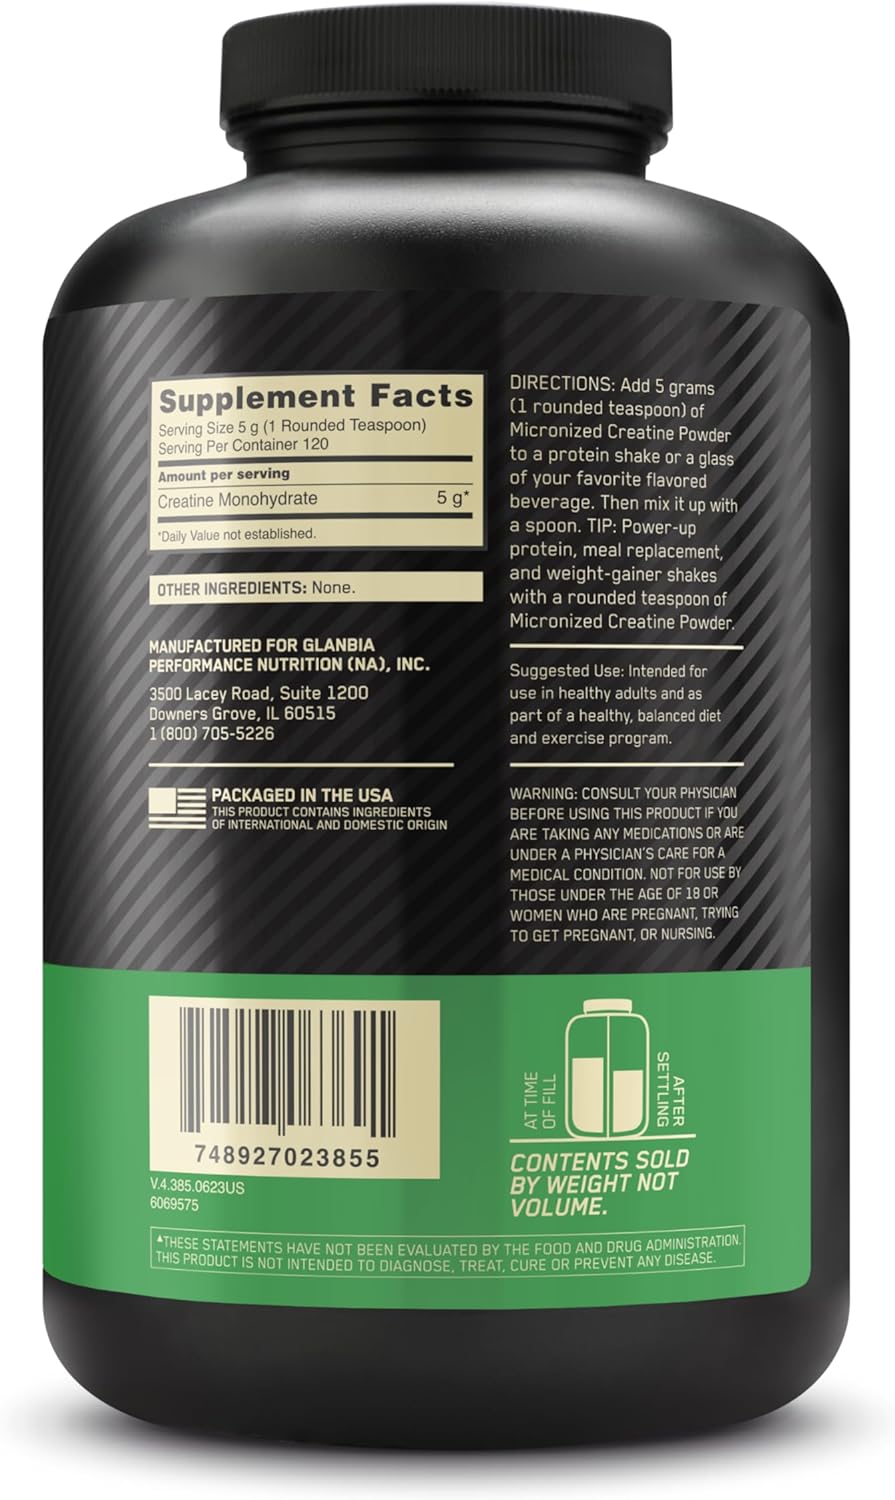 Supplement Facts
Serving Size 5 g (1 Rounded Teaspoon)
Serving Per Container 120
Amount per serving
Creatine Monohydrate 5 g*
*Daily Value not established.
OTHER INGREDIENTS: None.
MANUFACTURED FOR GLANBIA
PERFORMANCE NUTRITION (NA), INC.
3500 Lacey Road, Suite 1200
Downers Grove, IL 60515
1 (800) 705-5226
PACKAGED IN THE USA
THIS PRODUCT CONTAINS INGREDIENTS
OF INTERNATIONAL AND DOMESTIC ORIGIN
DIRECTIONS: Add 5 grams
(1 rounded teaspoon) of
Micronized Creatine Powder
to a protein shake or a glass
of your favorite flavored
beverage. Then mix it up with
a spoon. TIP: Power-up
protein, meal replacement,
and weight-gainer shakes
with a rounded teaspoon of
Micronized Creatine Powder.
Suggested Use: Intended for
use in healthy adults and as
part of a healthy, balanced diet
and exercise program.
WARNING: CONSULT YOUR PHYSICIAN
BEFORE USING THIS PRODUCT IF YOU
ARE TAKING ANY MEDICATIONS OR ARE
UNDER A PHYSICIAN'S CARE FOR A
MEDICAL CONDITION. NOT FOR USE BY
THOSE UNDER THE AGE OF 18 OR
WOMEN WHO ARE PREGNANT, TRYING
TO GET PREGNANT, OR NURSING.
748927023855
V.4.385.0623US
6069575
AT TIME
OF FILL
AFTER
SETTLING
CONTENTS SOLD
BY WEIGHT NOT
VOLUME.
▲THESE STATEMENTS HAVE NOT BEEN EVALUATED BY THE FOOD AND DRUG ADMINISTRATION.
THIS PRODUCT IS NOT INTENDED TO DIAGNOSE, TREAT, CURE OR PREVENT ANY DISEASE.